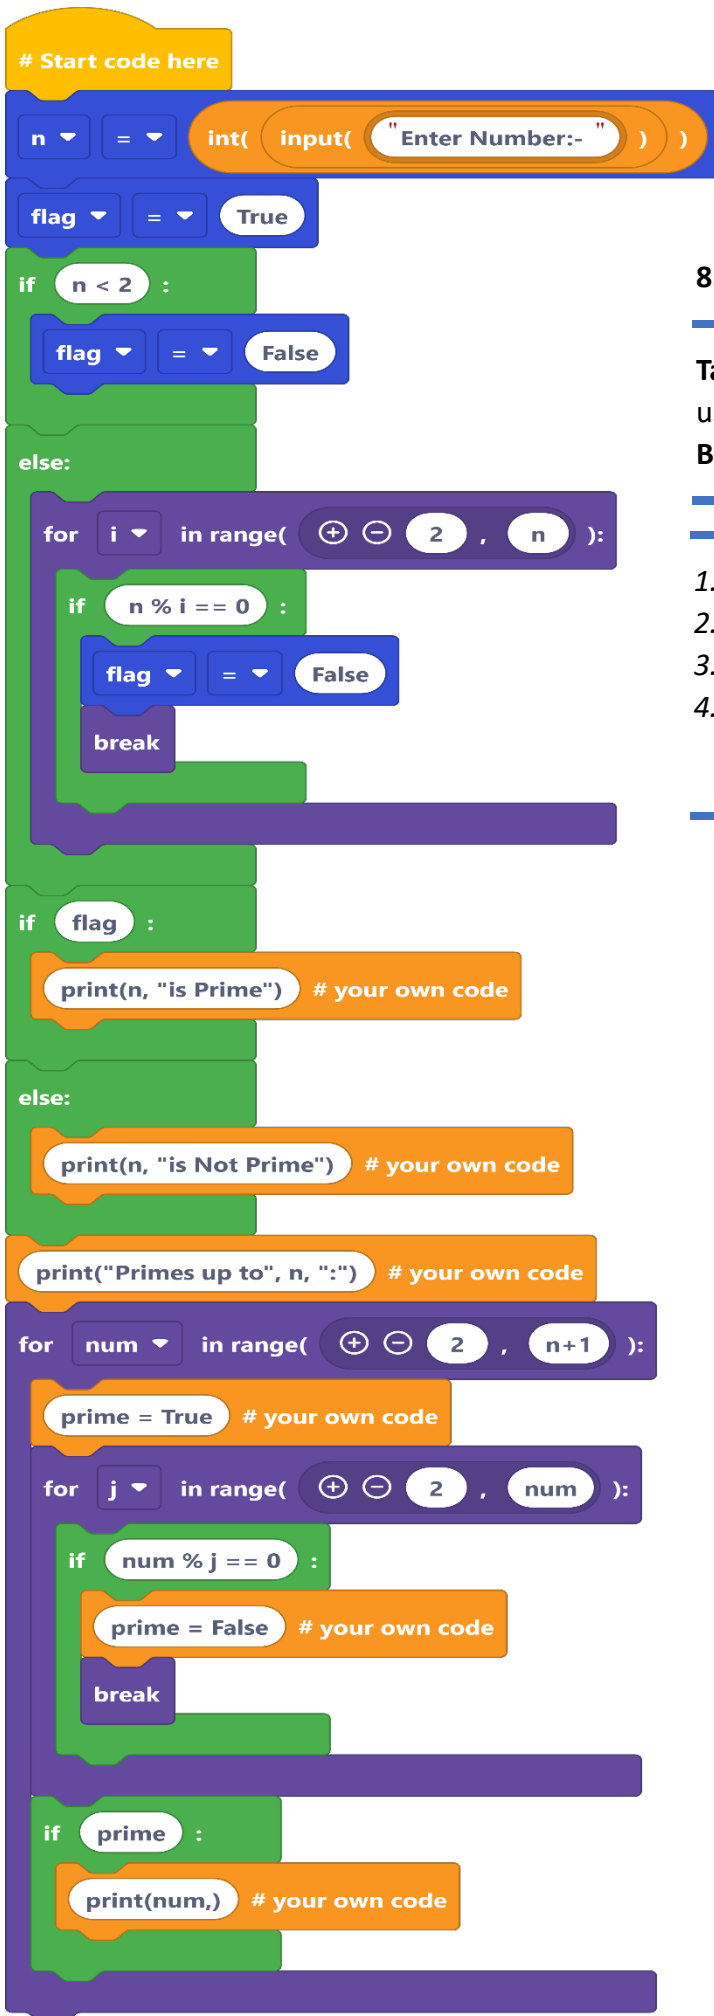 # Start code here
n = int( input( "Enter Number:- " ) )
flag = True
if n < 2 :
flag = False
else:
for i in range( 2 , n ):
if n % i == 0 :
flag = False
break
if flag :
print(n, "is Prime") # your own code
else:
print(n, "is Not Prime") # your own code
print("Primes up to", n, ":") # your own code
for num in range( 2 , n+1 ):
prime = True # your own code
for j in range( 2 , num ):
if num % j == 0 :
prime = False # your own code
break
if prime :
print(num,) # your own code
8
B
1.
2.
3.
4.